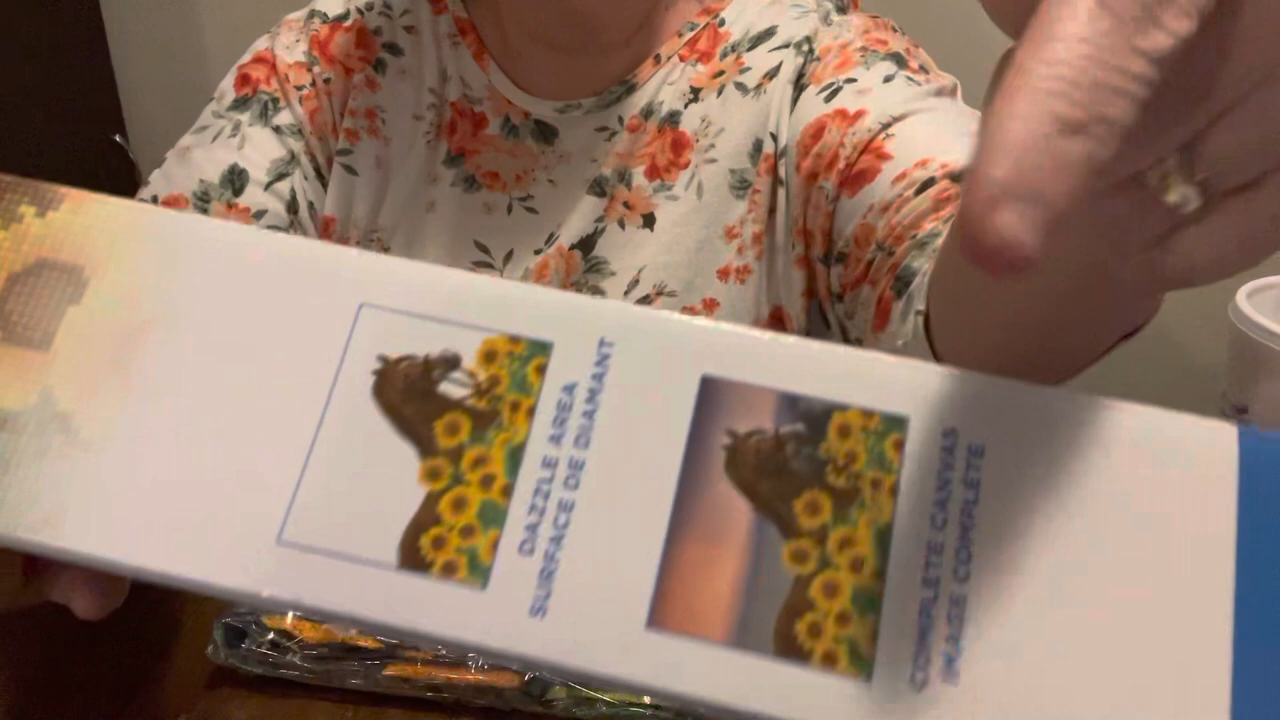 DAZZLE AREA
SURFACE DE DIAMANT
COMPLETE CANVAS
IMAGE COMPLÈTE